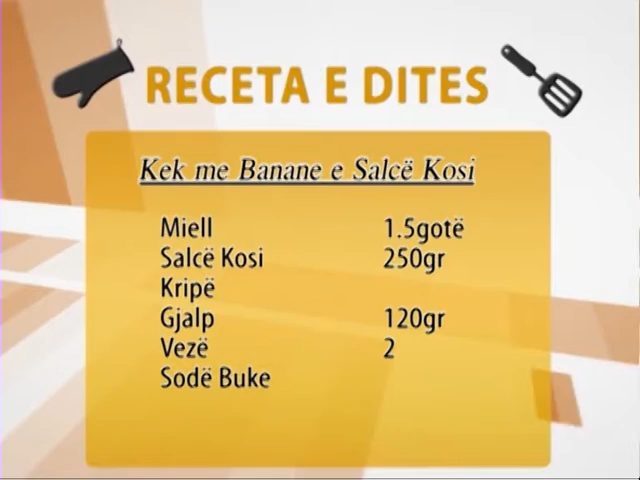 RECETA E DITES
Kek me Banane e Salcë Kosi
Miell 1.5gotë
Salcë Kosi 250gr
Kripë
Gjalp 120gr
Vezë 2
Sodë Buke